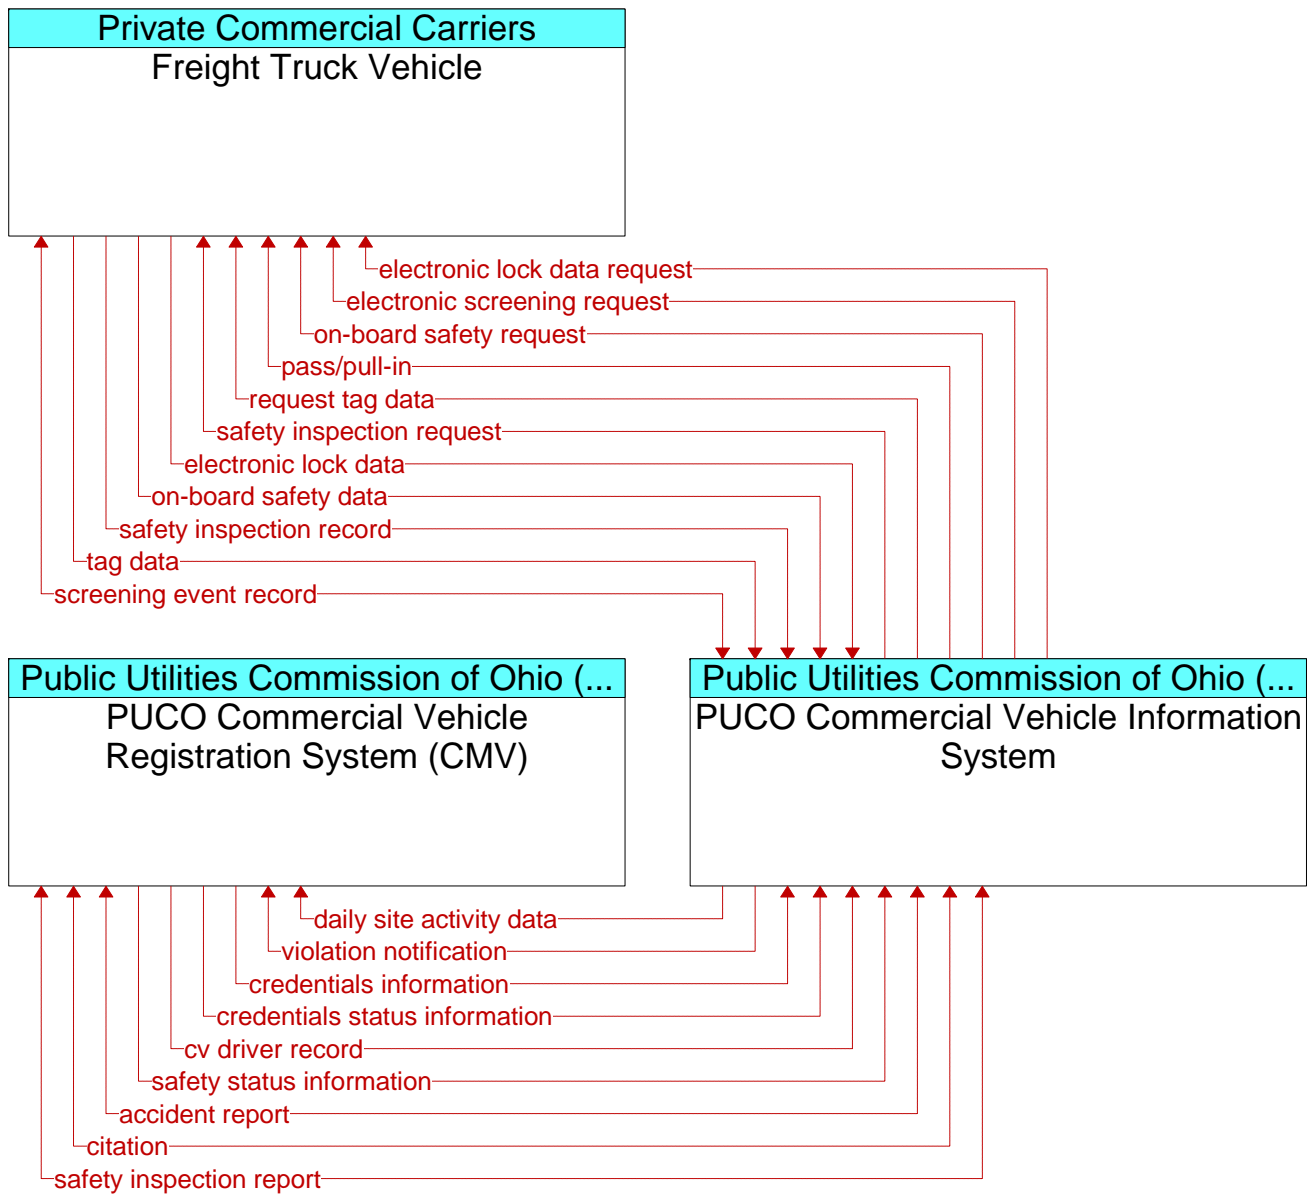 Private Commercial Carriers
Freight Truck Vehicle
electronic lock data request
electronic screening request
on-board safety request
pass/pull-in
request tag data
safety inspection request
electronic lock data
on-board safety data
safety inspection record
tag data
screening event record
Public Utilities Commission of Ohio (...
PUCO Commercial Vehicle
Registration System (CMV)
Public Utilities Commission of Ohio (...
PUCO Commercial Vehicle Information
System
daily site activity data
violation notification
credentials information
credentials status information
cv driver record
safety status information
accident report
citation
safety inspection report